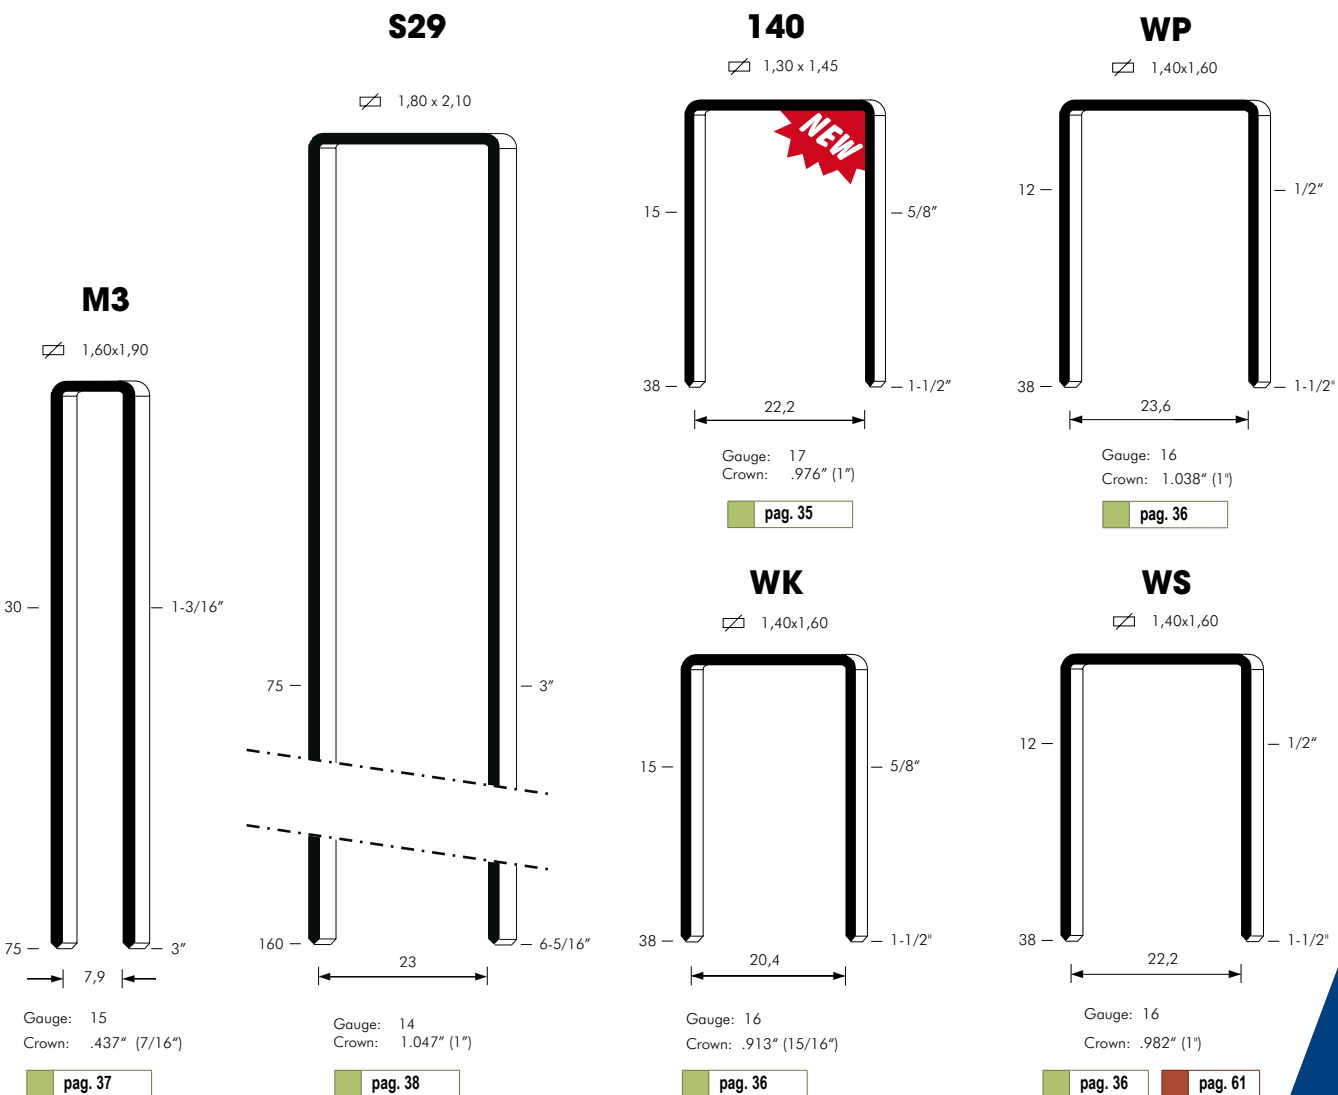 M3
1,60x1,90
30 –
– 1-3/16”
75 –
– 3”
7,9
Gauge: 15
Crown: .437“ (7/16“)
pag. 37
S29
1,80 x 2,10
75 –
– 3”
160 –
– 6-5/16”
23
Gauge: 14
Crown: 1.047” (1”)
pag. 38
140
1,30 x 1,45
NEW
15 –
– 5/8”
38 –
– 1-1/2”
22,2
Gauge: 17
Crown: .976” (1”)
pag. 35
WP
1,40x1,60
12 –
– 1/2“
38 –
– 1-1/2"
23,6
Gauge: 16
Crown: 1.038“ (1")
pag. 36
WK
1,40x1,60
15 –
– 5/8“
38 –
– 1-1/2"
20,4
Gauge: 16
Crown: .913“ (15/16“)
pag. 36
WS
1,40x1,60
12 –
– 1/2“
38 –
– 1-1/2"
22,2
Gauge: 16
Crown: .982“ (1")
pag. 36
pag. 61